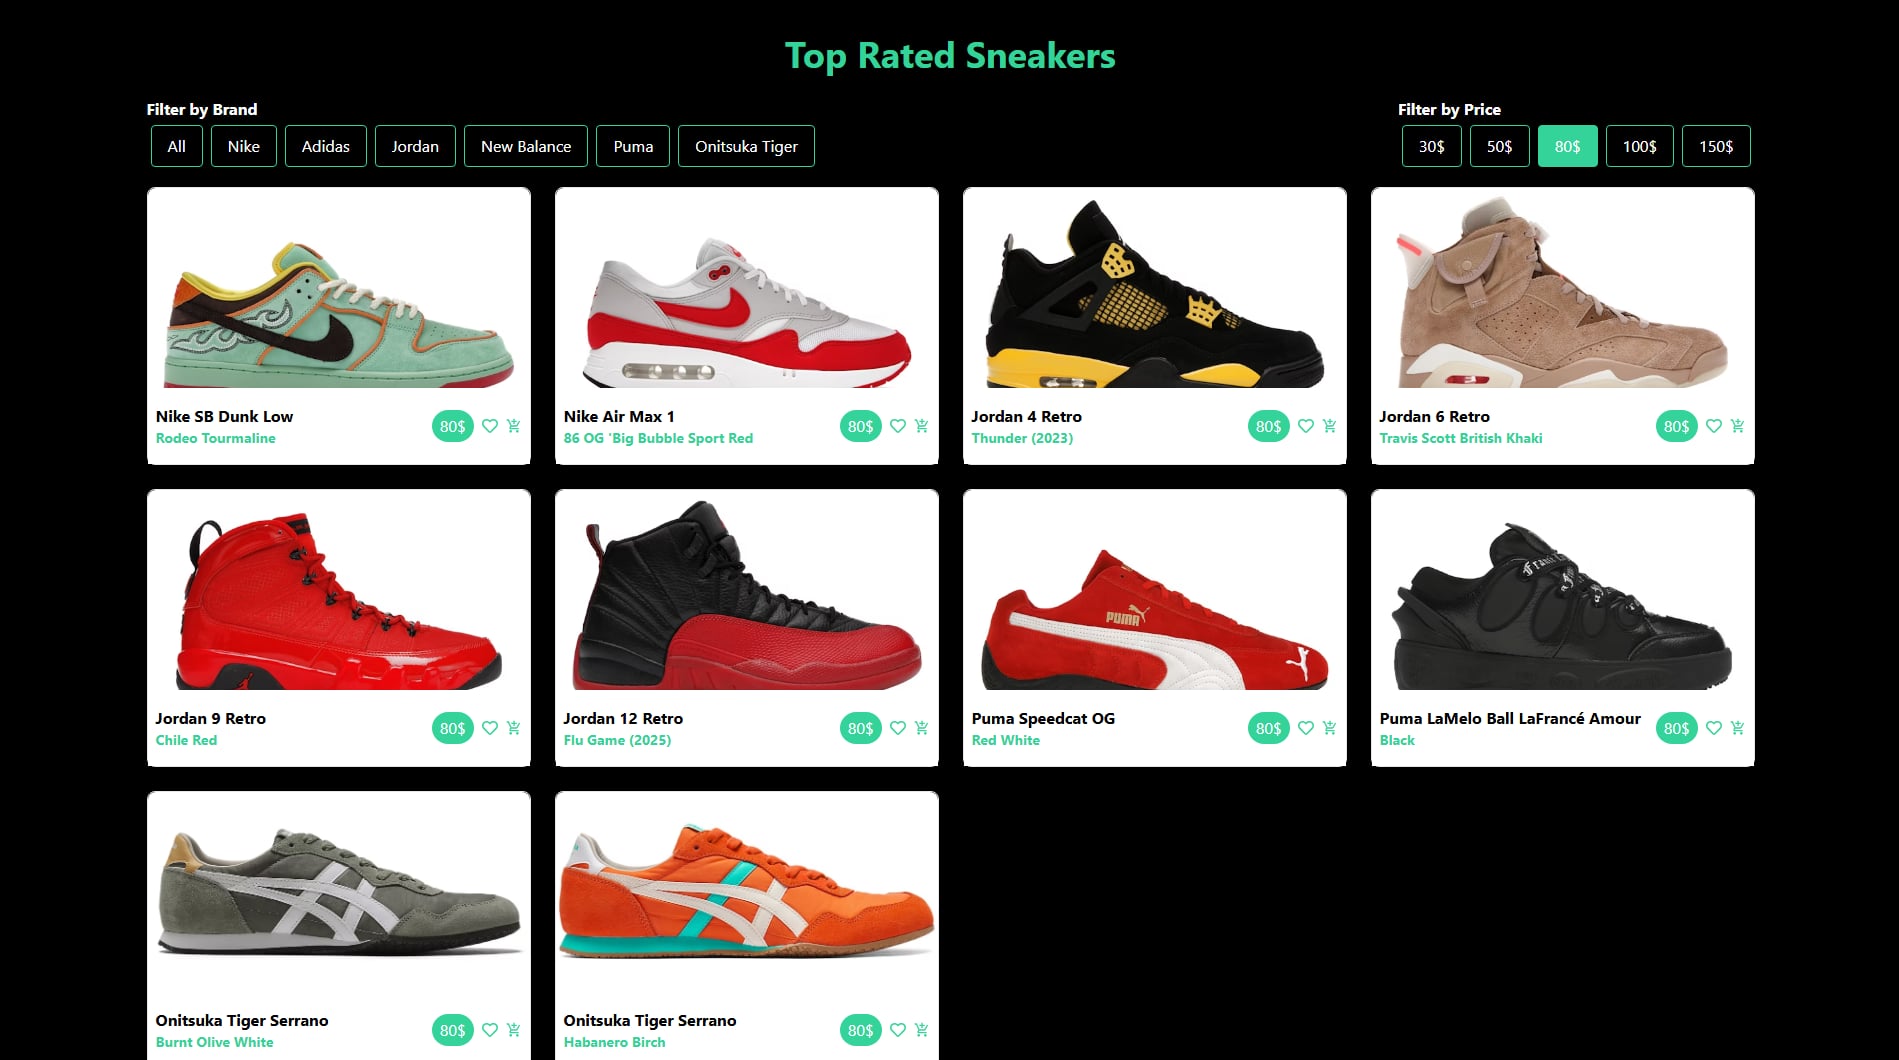 Top Rated Sneakers
Filter by Brand
Filter by Price
All
Nike
Adidas
Jordan
New Balance
Puma
Onitsuka Tiger
30$
50$
80$
100$
150$
Nike SB Dunk Low
Rodeo Tourmaline
80$
Nike Air Max 1
86 OG 'Big Bubble Sport Red
80$
Jordan 4 Retro
Thunder (2023)
80$
Jordan 6 Retro
Travis Scott British Khaki
80$
Jordan 9 Retro
Chile Red
80$
Jordan 12 Retro
Flu Game (2025)
80$
PUMA
Puma Speedcat OG
Red White
80$
Puma LaMelo Ball LaFrancé Amour
Black
80$
Onitsuka Tiger Serrano
Burnt Olive White
80$
Onitsuka Tiger Serrano
Habanero Birch
80$